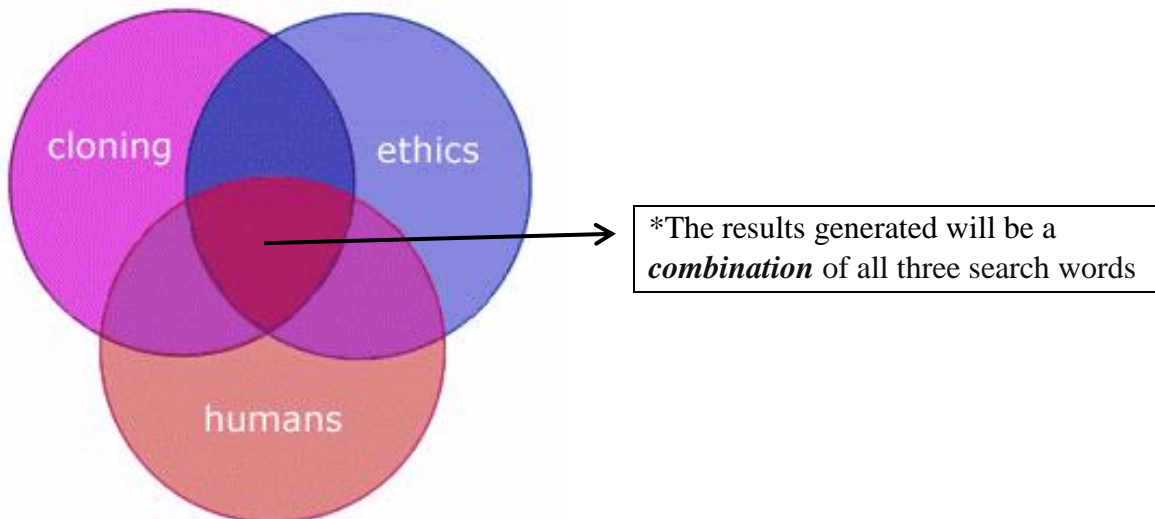 cloning
ethics
*The results generated will be a
combination of all three search words
humans